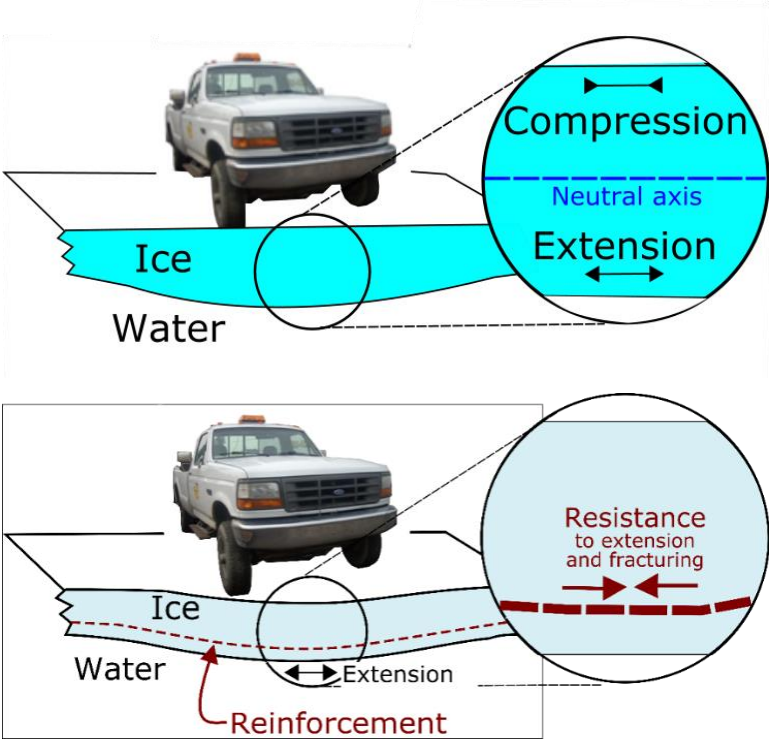 Compression
Neutral axis
Extension
Ice
Water
Resistance
to extension
and fracturing
Ice
Water
Extension
Reinforcement